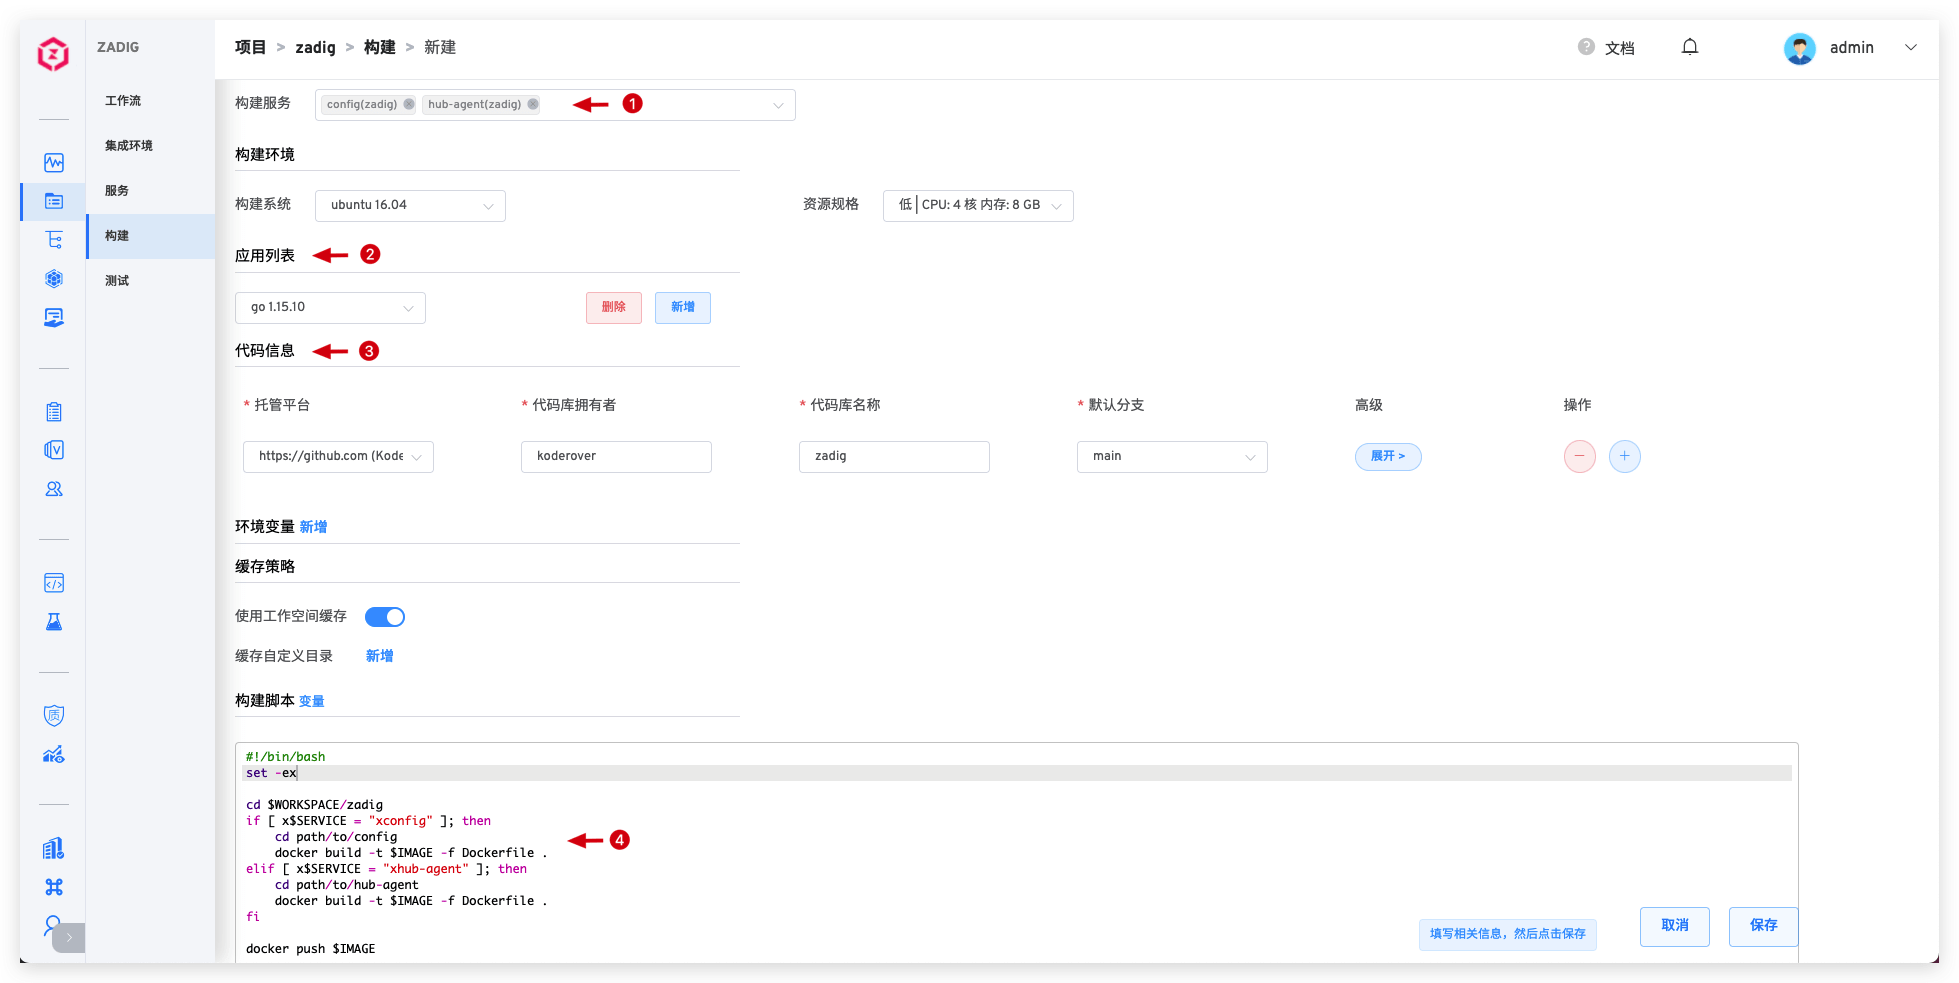 ZADIG
项目 > zadig > 构建 > 新建
? 文档
admin
工作流
集成环境
服务
构建
测试
构建服务 config(zadig) hub-agent(zadig) 1
构建环境
构建系统 ubuntu 16.04 资源规格 低 | CPU: 4 核 内存: 8 GB
应用列表 2
go 1.15.10 删除 新增
代码信息 3
* 托管平台 * 代码库拥有者 * 代码库名称 * 默认分支 高级 操作
https://github.com (Kode koderover zadig main 展开 > − +
环境变量 新增
缓存策略
使用工作空间缓存
缓存自定义目录 新增
构建脚本 变量
#!/bin/bash
set -ex
cd $WORKSPACE/zadig
if [ x$SERVICE = "xconfig" ]; then
cd path/to/config
4
docker build -t $IMAGE -f Dockerfile .
elif [ x$SERVICE = "xhub-agent" ]; then
cd path/to/hub-agent
docker build -t $IMAGE -f Dockerfile .
fi
docker push $IMAGE
填写相关信息，然后点击保存 取消 保存
质